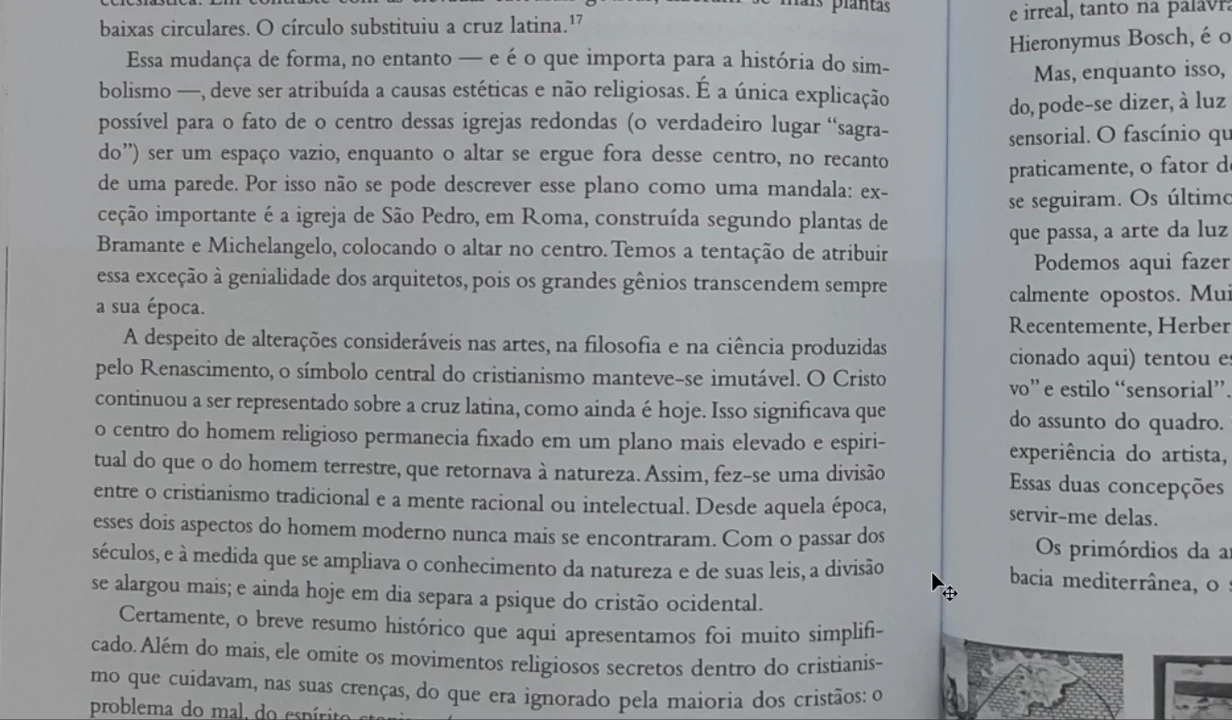 baixas circulares. O círculo substituiu a cruz latina.17
Essa mudança de forma, no entanto — e é o que importa para a história do sim-
bolismo —, deve ser atribuída a causas estéticas e não religiosas. É a única explicação
possível para o fato de o centro dessas igrejas redondas (o verdadeiro lugar “sagra-
do”) ser um espaço vazio, enquanto o altar se ergue fora desse centro, no recanto
de uma parede. Por isso não se pode descrever esse plano como uma mandala: ex-
ceção importante é a igreja de São Pedro, em Roma, construída segundo plantas de
Bramante e Michelangelo, colocando o altar no centro. Temos a tentação de atribuir
essa exceção à genialidade dos arquitetos, pois os grandes gênios transcendem sempre
a sua época.
A despeito de alterações consideráveis nas artes, na filosofia e na ciência produzidas
pelo Renascimento, o símbolo central do cristianismo manteve-se imutável. O Cristo
continuou a ser representado sobre a cruz latina, como ainda é hoje. Isso significava que
o centro do homem religioso permanecia fixado em um plano mais elevado e espiri-
tual do que o do homem terrestre, que retornava à natureza. Assim, fez-se uma divisão
entre o cristianismo tradicional e a mente racional ou intelectual. Desde aquela época,
esses dois aspectos do homem moderno nunca mais se encontraram. Com o passar dos
séculos, e à medida que se ampliava o conhecimento da natureza e de suas leis, a divisão
se alargou mais; e ainda hoje em dia separa a psique do cristão ocidental.
Certamente, o breve resumo histórico que aqui apresentamos foi muito simplifi-
cado. Além do mais, ele omite os movimentos religiosos secretos dentro do cristianis-
mo que cuidavam, nas suas crenças, do que era ignorado pela maioria dos cristãos: o
problema do mal, do espírito
e irreal, tanto na palavr
Hieronymus Bosch, é o
Mas, enquanto isso,
do, pode-se dizer, à luz
sensorial. O fascínio qu
praticamente, o fator d
se seguiram. Os último
que passa, a arte da luz
Podemos aqui fazer
calmente opostos. Mui
Recentemente, Herber
cionado aqui) tentou es
vo” e estilo “sensorial”.
do assunto do quadro.
experiência do artista,
Essas duas concepções
servir-me delas.
Os primórdios da a
bacia mediterrânea, o